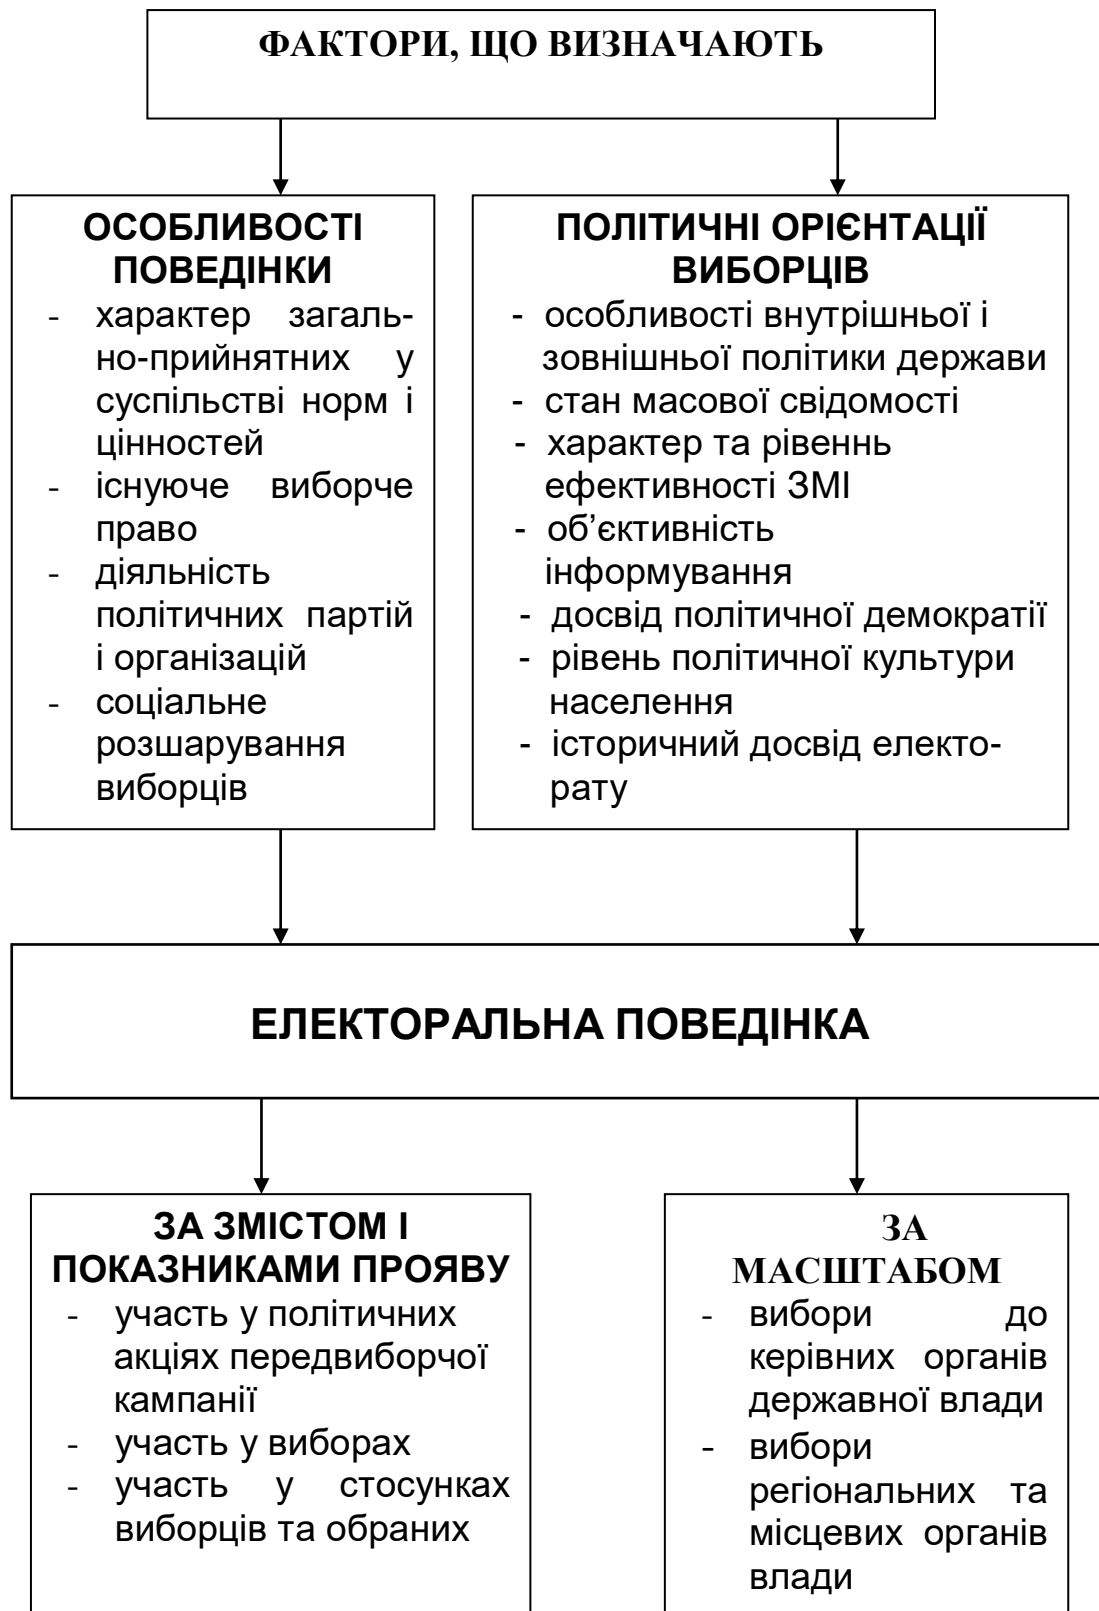 ФАКТОРИ, ЩО ВИЗНАЧАЮТЬ
ОСОБЛИВОСТІ
ПОВЕДІНКИ
- характер загаль-
но-прийнятних у
суспільстві норм і
цінностей
- існуюче виборче
право
- діяльність
політичних партій
і організацій
- соціальне
розшарування
виборців
ПОЛІТИЧНІ ОРІЄНТАЦІЇ
ВИБОРЦІВ
- особливості внутрішньої і
зовнішньої політики держави
- стан масової свідомості
- характер та рівеннь
ефективності ЗМІ
- об’єктивність
інформування
- досвід політичної демократії
- рівень політичної культури
населення
- історичний досвід електо-
рату
ЕЛЕКТОРАЛЬНА ПОВЕДІНКА
ЗА ЗМІСТОМ І
ПОКАЗНИКАМИ ПРОЯВУ
- участь у політичних
акціях передвиборчої
кампанії
- участь у виборах
- участь у стосунках
виборців та обраних
ЗА
МАСШТАБОМ
- вибори до
керівних органів
державної влади
- вибори
регіональних та
місцевих органів
влади